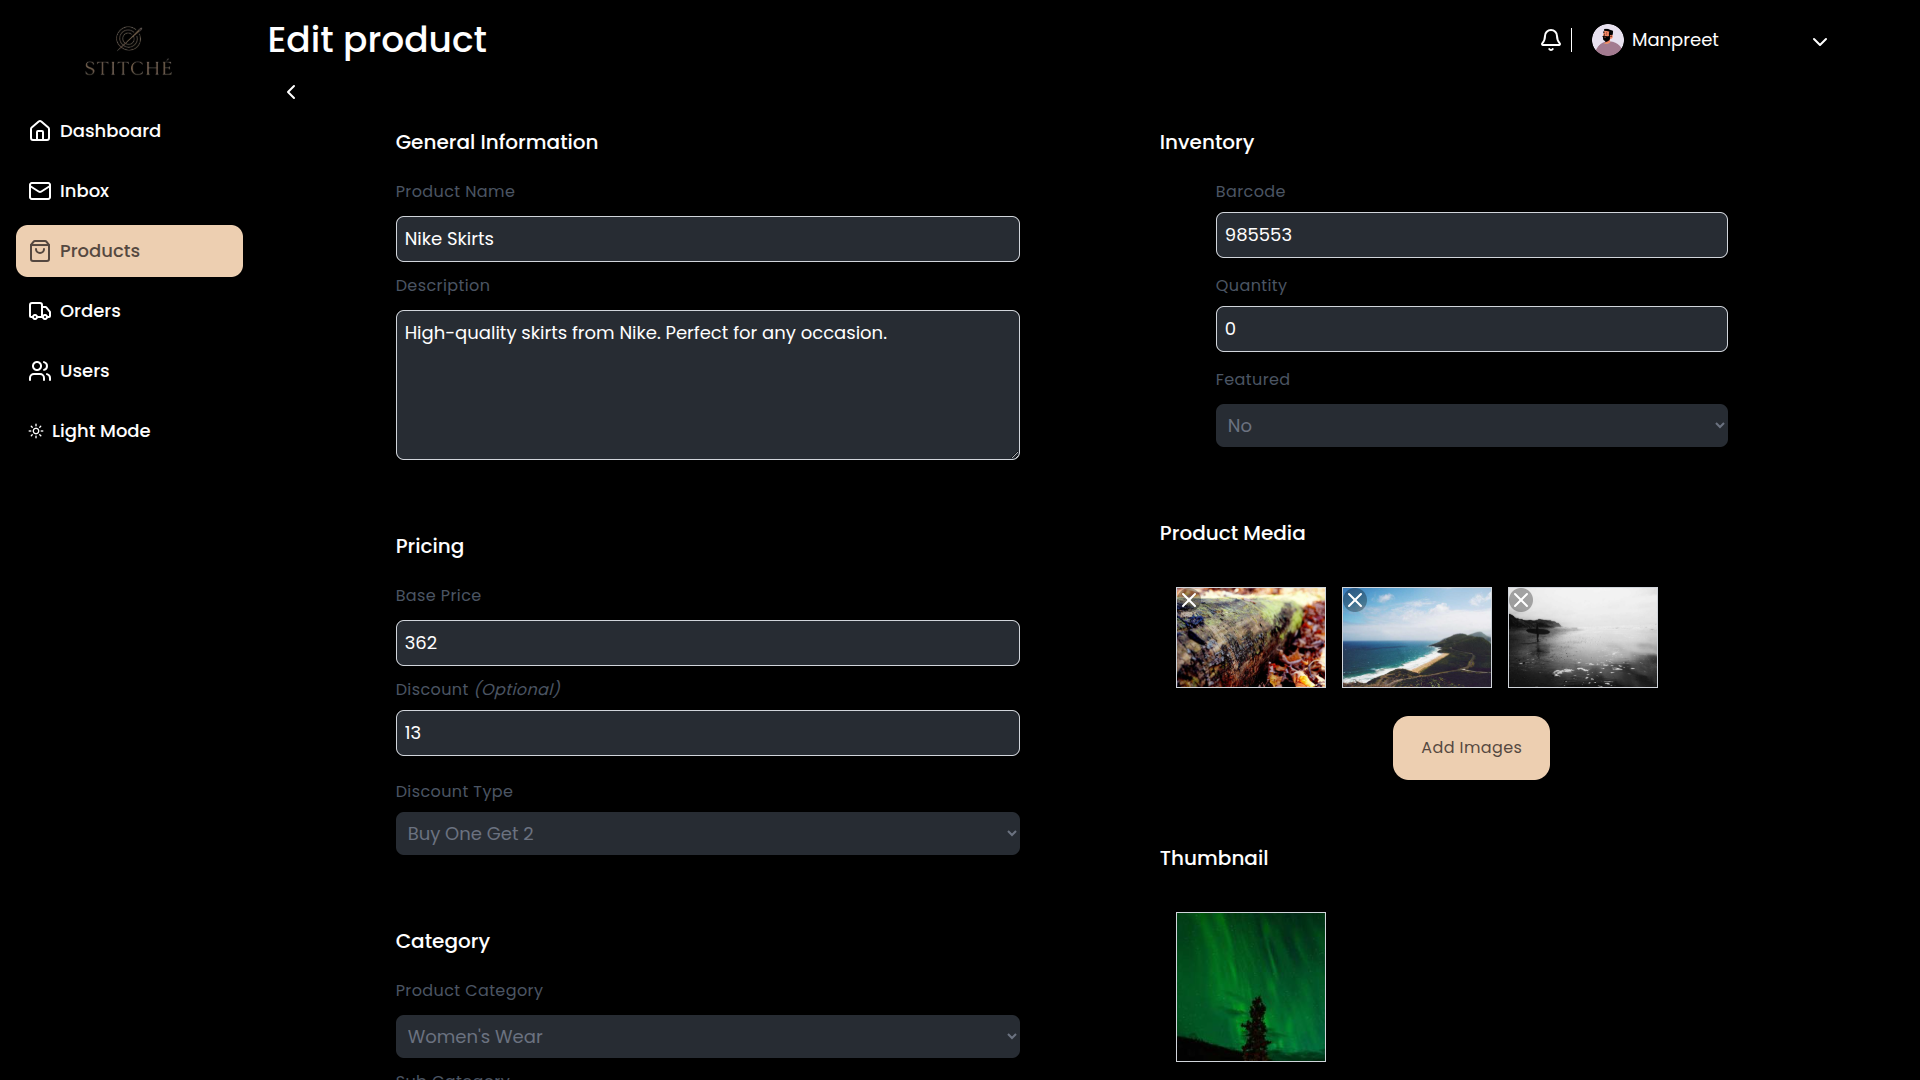 STITCHÉ
Edit product
Manpreet
Dashboard
Inbox
Products
Orders
Users
Light Mode
General Information
Product Name
Nike Skirts
Description
High-quality skirts from Nike. Perfect for any occasion.
Pricing
Base Price
362
Discount (Optional)
13
Discount Type
Buy One Get 2
Category
Product Category
Women's Wear
Sub Category
Inventory
Barcode
985553
Quantity
0
Featured
No
Product Media
Add Images
Thumbnail